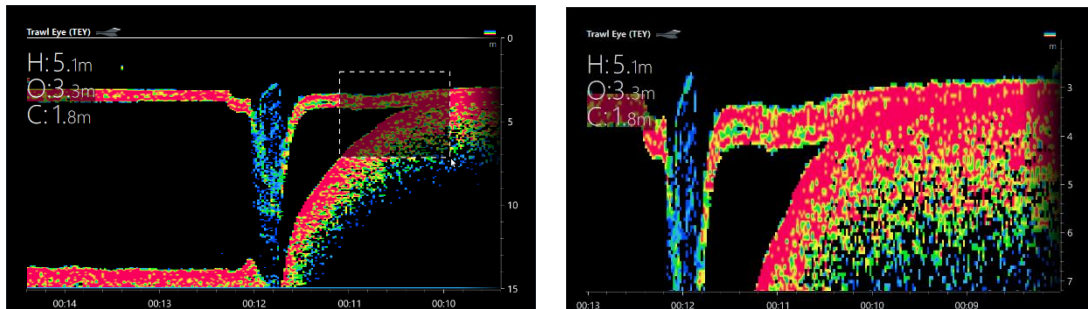 Trawl Eye (TEY)
m
0
H:5.1m
O:3.3m
C:1.8m
5
10
15
00:14 00:13 00:12 00:11 00:10
Trawl Eye (TEY)
m
H:5.1m
O:3.3m
C:1.8m
3
4
5
6
7
00:13 00:12 00:11 00:10 00:09